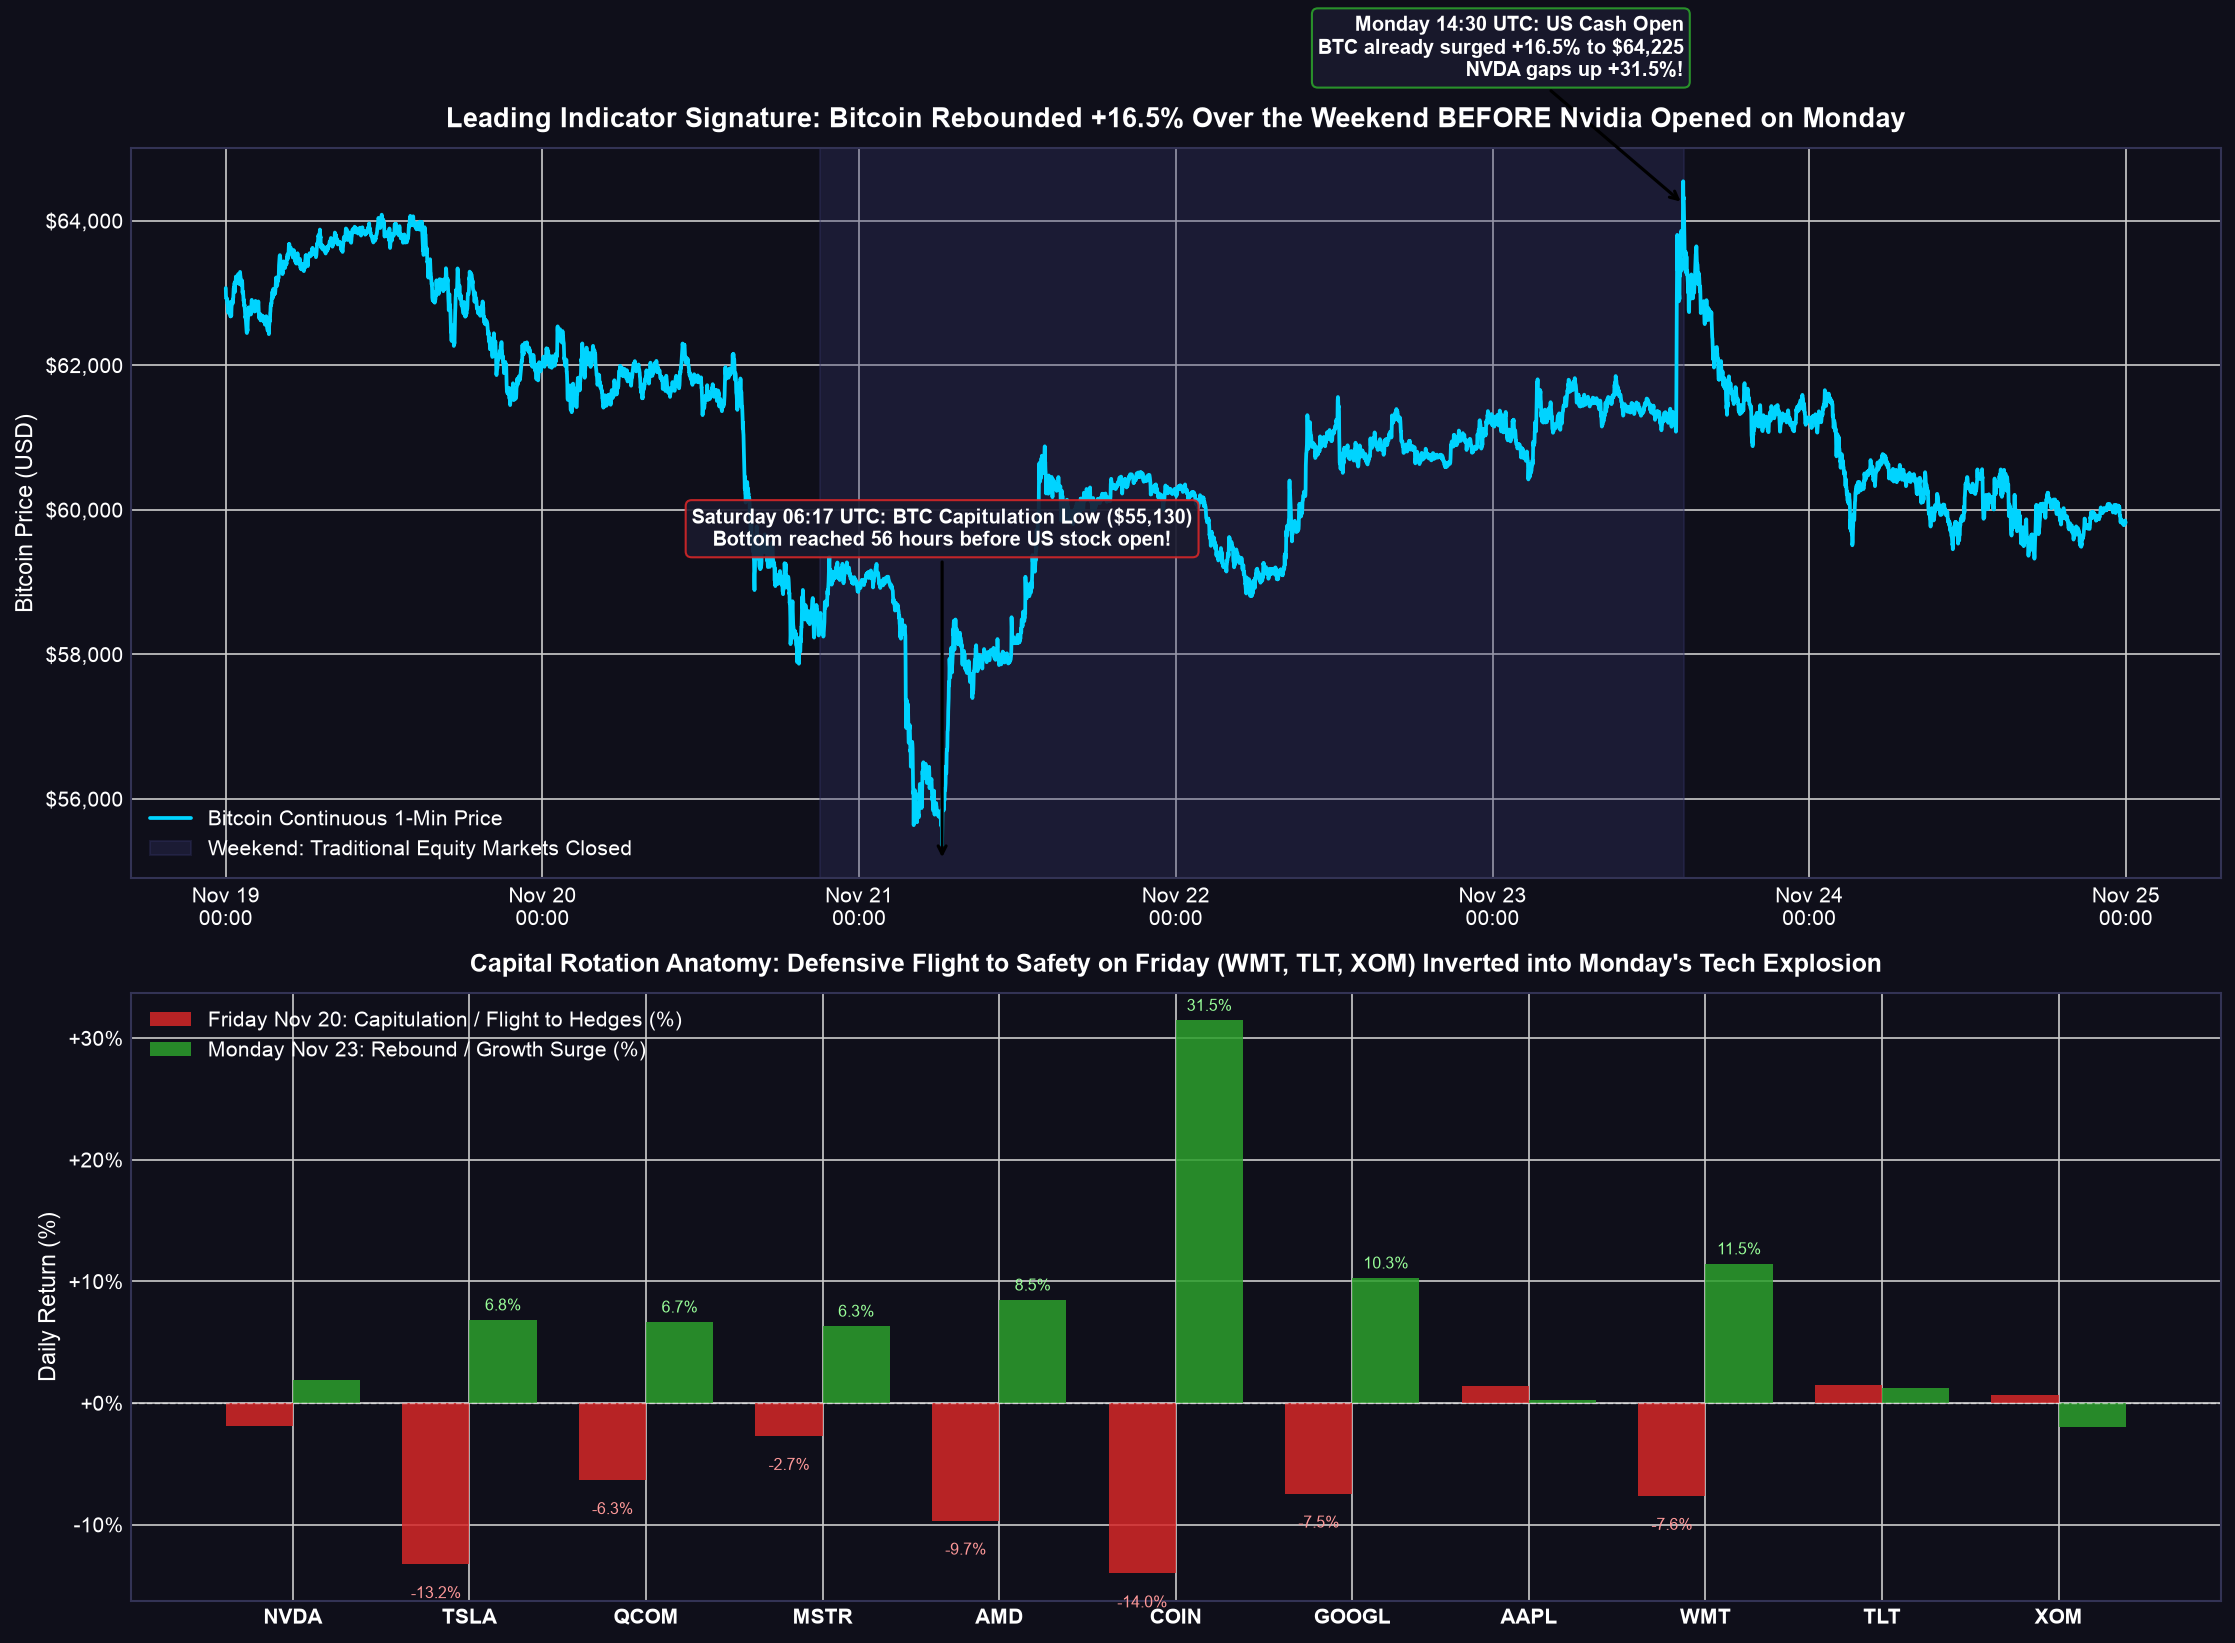 Monday 14:30 UTC: US Cash Open
BTC already surged +16.5% to $64,225
NVDA gaps up +31.5%!
Leading Indicator Signature: Bitcoin Rebounded +16.5% Over the Weekend BEFORE Nvidia Opened on Monday
Bitcoin Price (USD)
$64,000
$62,000
$60,000
$58,000
$56,000
Saturday 06:17 UTC: BTC Capitulation Low ($55,130)
Bottom reached 56 hours before US stock open!
Bitcoin Continuous 1-Min Price
Weekend: Traditional Equity Markets Closed
Nov 19
00:00
Nov 20
00:00
Nov 21
00:00
Nov 22
00:00
Nov 23
00:00
Nov 24
00:00
Nov 25
00:00
Capital Rotation Anatomy: Defensive Flight to Safety on Friday (WMT, TLT, XOM) Inverted into Monday's Tech Explosion
Daily Return (%)
+30%
+20%
+10%
+0%
-10%
Friday Nov 20: Capitulation / Flight to Hedges (%)
Monday Nov 23: Rebound / Growth Surge (%)
31.5%
11.5%
10.3%
8.5%
6.8%
6.7%
6.3%
-2.7%
-6.3%
-7.5%
-7.6%
-9.7%
-13.2%
-14.0%
NVDA
TSLA
QCOM
MSTR
AMD
COIN
GOOGL
AAPL
WMT
TLT
XOM